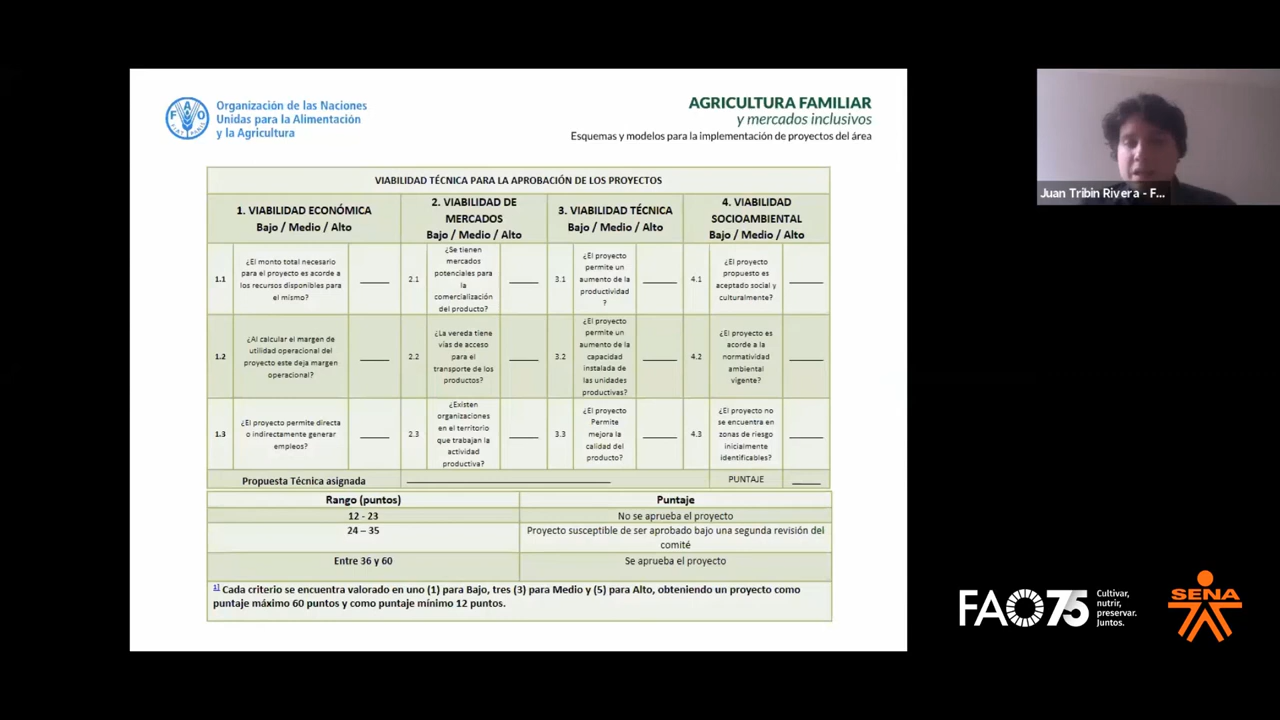 Organización de las Naciones
Unidas para la Alimentación
y la Agricultura
AGRICULTURA FAMILIAR
y mercados inclusivos
Esquemas y modelos para la implementación de proyectos del área
VIABILIDAD TÉCNICA PARA LA APROBACIÓN DE LOS PROYECTOS
1. VIABILIDAD ECONÓMICA
Bajo / Medio / Alto
2. VIABILIDAD DE
MERCADOS
Bajo / Medio / Alto
3. VIABILIDAD TÉCNICA
Bajo / Medio / Alto
4. VIABILIDAD
SOCIOAMBIENTAL
Bajo / Medio / Alto
1.1
¿El monto total necesario
para el proyecto es acorde a
los recursos disponibles para
el mismo?
2.1
¿Se tienen
mercados
potenciales para
la
comercialización
del producto?
3.1
¿El proyecto
permite un
aumento de la
productividad
?
4.1
¿El proyecto
propuesto es
aceptado social y
culturalmente?
1.2
¿Al calcular el margen de
utilidad operacional del
proyecto este deja margen
operacional?
2.2
¿La vereda tiene
vías de acceso
para el
transporte de los
productos?
3.2
¿El proyecto
permite un
aumento de la
capacidad
instalada de
las unidades
productivas?
4.2
¿El proyecto es
acorde a la
normatividad
ambiental
vigente?
1.3
¿El proyecto permite directa
o indirectamente generar
empleos?
2.3
¿Existen
organizaciones
en el territorio
que trabajan la
actividad
productiva?
3.3
¿El proyecto
Permite
mejora la
calidad del
producto?
4.3
¿El proyecto no
se encuentra en
zonas de riesgo
inicialmente
identificables?
Propuesta Técnica asignada
PUNTAJE
Rango (puntos)
Puntaje
12 - 23
No se aprueba el proyecto
24 – 35
Proyecto susceptible de ser aprobado bajo una segunda revisión del
comité
Entre 36 y 60
Se aprueba el proyecto
1] Cada criterio se encuentra valorado en uno (1) para Bajo, tres (3) para Medio y (5) para Alto, obteniendo un proyecto como
puntaje máximo 60 puntos y como puntaje mínimo 12 puntos.
Juan Tribin Rivera - F...
FAO75
Cultivar,
nutrir,
preservar.
Juntos.
SENA